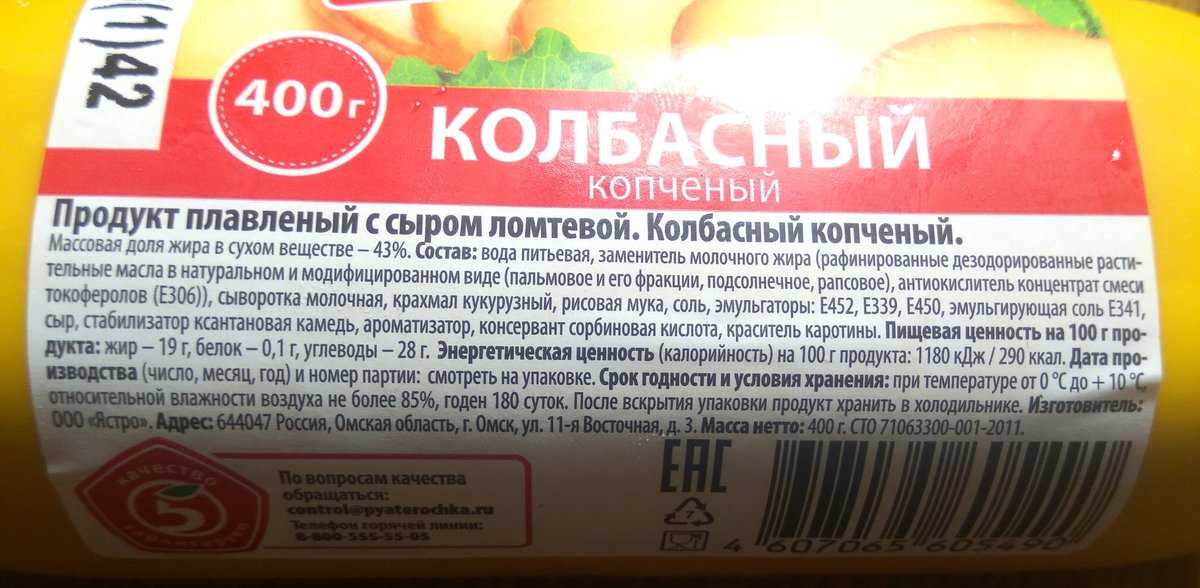 (1)42
400г
КОЛБАСНЫЙ
копченый
Продукт плавленый с сыром ломтевой. Колбасный копченый.
Массовая доля жира в сухом веществе – 43%. Состав: вода питьевая, заменитель молочного жира (рафинированные дезодорированные расти-
тельные масла в натуральном и модифицированном виде (пальмовое и его фракции, подсолнечное, рапсовое), антиокислитель концентрат смеси
токоферолов (Е306)), сыворотка молочная, крахмал кукурузный, рисовая мука, соль, эмульгаторы: Е452, Е339, Е450, эмульгирующая соль Е341,
сыр, стабилизатор ксантановая камедь, ароматизатор, консервант сорбиновая кислота, краситель каротины. Пищевая ценность на 100 г про-
дукта: жир – 19 г, белок – 0,1 г, углеводы – 28 г. Энергетическая ценность (калорийность) на 100 г продукта: 1180 кДж / 290 ккал. Дата про-
изводства (число, месяц, год) и номер партии: смотреть на упаковке. Срок годности и условия хранения: при температуре от 0 °C до + 10 °C,
относительной влажности воздуха не более 85%, годен 180 суток. После вскрытия упаковки продукт хранить в холодильнике. Изготовитель:
ООО «Ястро». Адрес: 644047 Россия, Омская область, г. Омск, ул. 11-я Восточная, д. 3. Масса нетто: 400 г. СТО 71063300-001-2011.
качество
5
гарантируем
По вопросам качества
обращаться:
control@pyaterochka.ru
Телефон горячей линии:
8-800-555-55-05
ЕАС
7
4 607065 605490